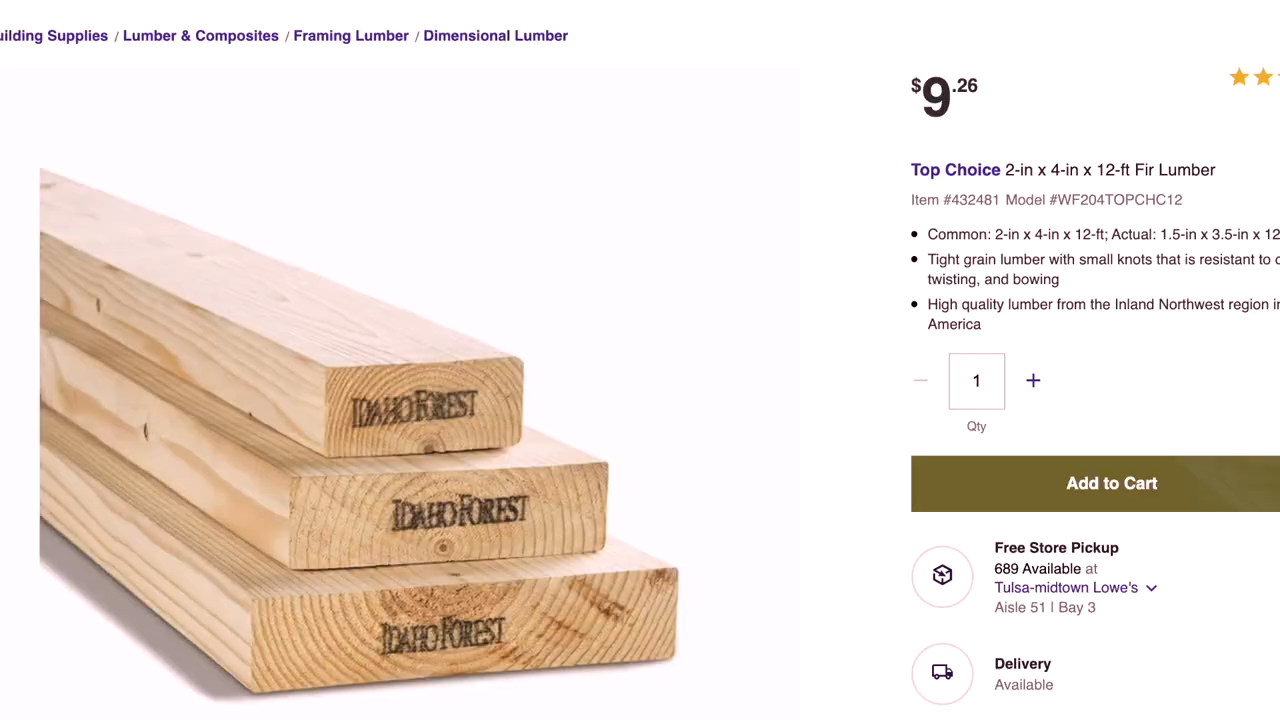 uilding Supplies / Lumber & Composites / Framing Lumber / Dimensional Lumber
$9.26
Top Choice 2-in x 4-in x 12-ft Fir Lumber
Item #432481 Model #WF204TOPCHC12
Common: 2-in x 4-in x 12-ft; Actual: 1.5-in x 3.5-in x 12
Tight grain lumber with small knots that is resistant to
twisting, and bowing
High quality lumber from the Inland Northwest region in
America
1
Qty
Add to Cart
Free Store Pickup
689 Available at
Tulsa-midtown Lowe's
Aisle 51 | Bay 3
Delivery
Available
IDAHO FOREST
IDAHO FOREST
IDAHO FOREST